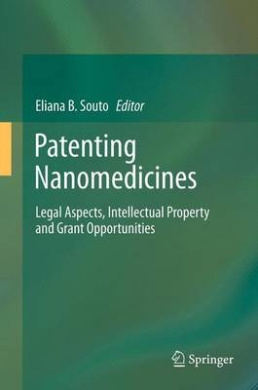 Eliana B. Souto Editor
Patenting
Nanomedicines
Legal Aspects, Intellectual Property
and Grant Opportunities
Springer